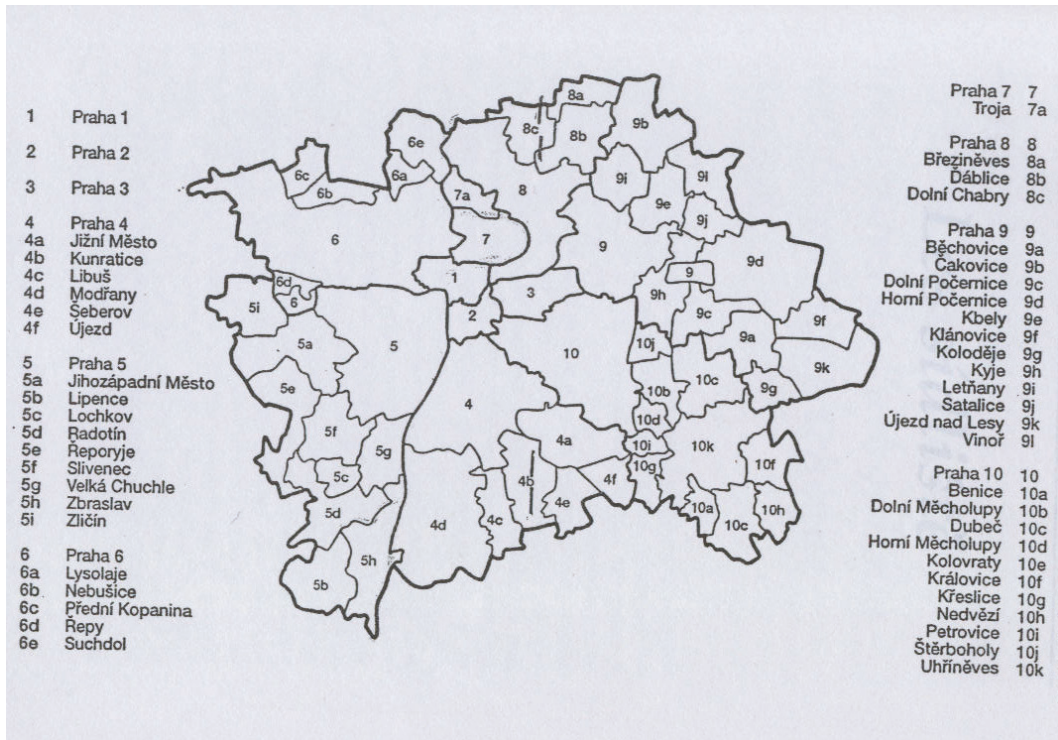 1 Praha 1
2 Praha 2
3 Praha 3
4 Praha 4
4a Jižní Město
4b Kunratice
4c Libuš
4d Modřany
4e Šeberov
4f Újezd
5 Praha 5
5a Jihozápadní Město
5b Lipence
5c Lochkov
5d Radotín
5e Řeporyje
5f Slivenec
5g Velká Chuchle
5h Zbraslav
5i Zličín
6 Praha 6
6a Lysolaje
6b Nebušice
6c Přední Kopanina
6d Řepy
6e Suchdol
8a
8c
8b
9b
6e
6c
6b
6a
7a
8
9i
9l
9e
9j
6
7
9
9d
1
9
6d
6
5i
3
2
9h
9c
9f
5a
5
10
10j
9a
9k
5e
10b
10c
9g
4
10d
5f
5g
4a
10i
10k
5c
10g
10f
4b
4f
4e
5d
4d
4c
10a
10c
10h
5b
5h
Praha 7 7
Troja 7a
Praha 8 8
Březiněves 8a
Ďáblice 8b
Dolní Chabry 8c
Praha 9 9
Běchovice 9a
Čakovice 9b
Dolní Počernice 9c
Horní Počernice 9d
Kbely 9e
Klánovice 9f
Koloděje 9g
Kyje 9h
Letňany 9i
Satalice 9j
Újezd nad Lesy 9k
Vinoř 9l
Praha 10 10
Benice 10a
Dolní Měcholupy 10b
Dubeč 10c
Horní Měcholupy 10d
Kolovraty 10e
Královice 10f
Křeslice 10g
Nedvězí 10h
Petrovice 10i
Štěrboholy 10j
Uhříněves 10k